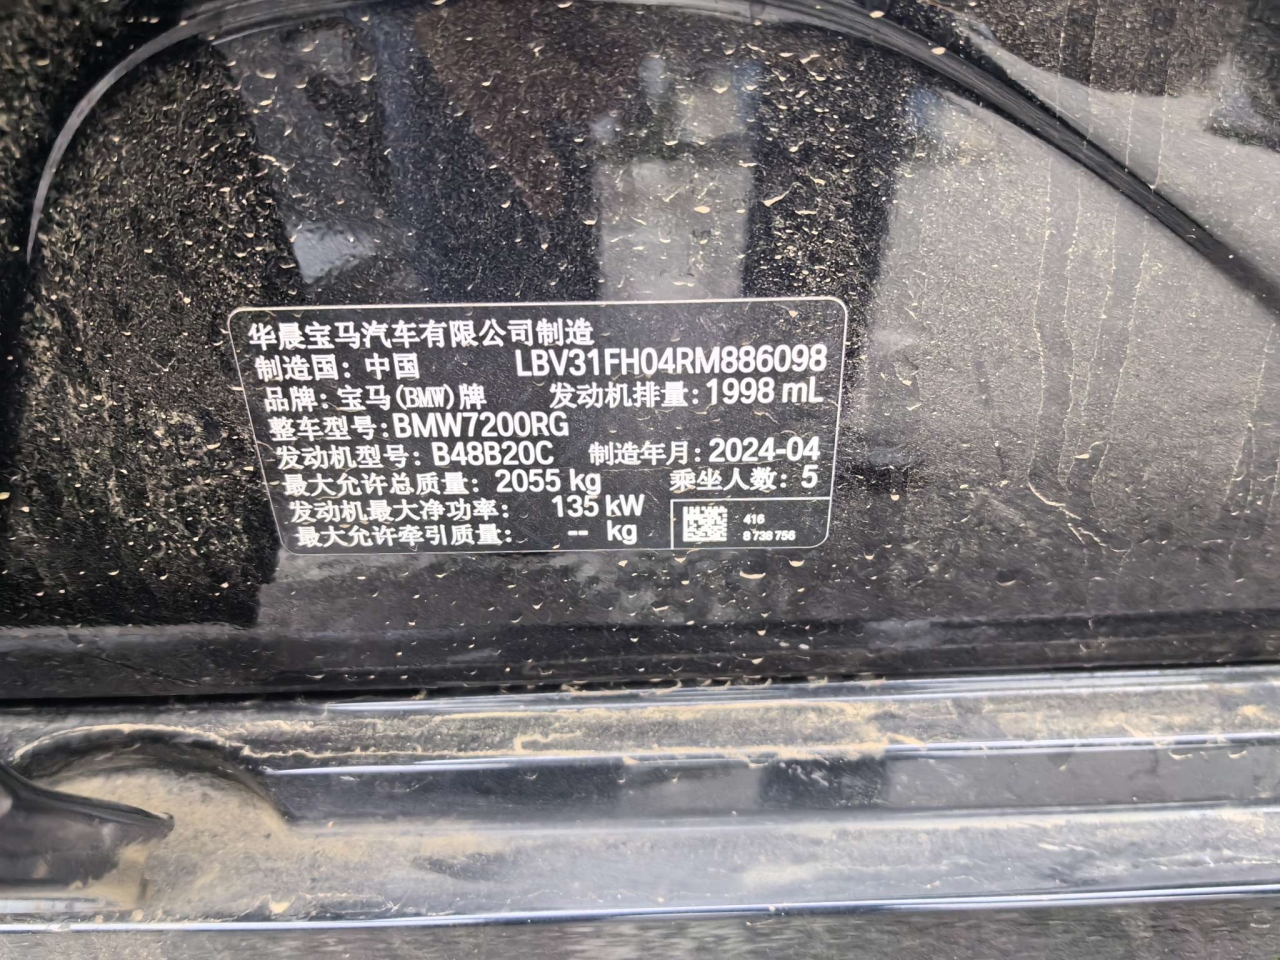 华晨宝马汽车有限公司制造
制造国：中国 LBV31FH04RM886098
品牌：宝马(BMW)牌 发动机排量：1998 mL
整车型号：BMW7200RG
发动机型号：B48B20C 制造年月：2024-04
最大允许总质量：2055 kg 乘坐人数：5
发动机最大净功率：135 kW
最大允许牵引质量：-- kg
416
8 738 756